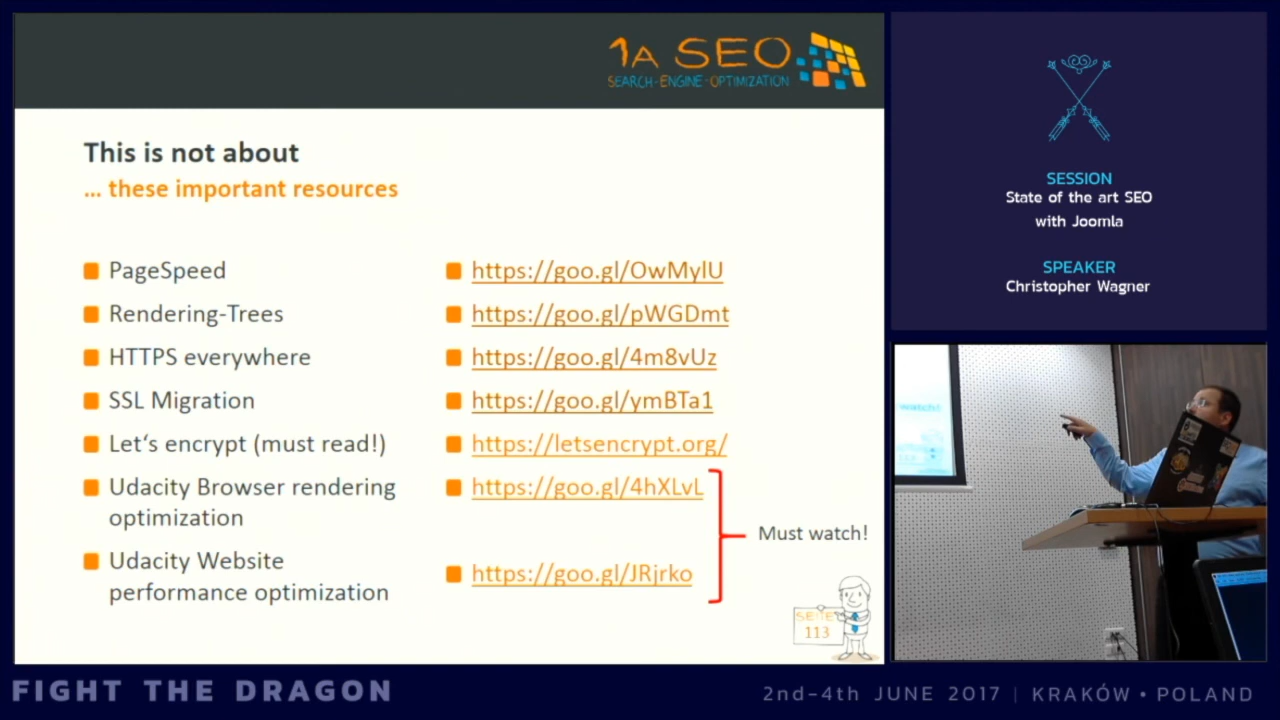 1A SEO
SEARCH-ENGINE-OPTIMIZATION
This is not about
... these important resources
PageSpeed
https://goo.gl/OwMylU
Rendering-Trees
https://goo.gl/pWGDmt
HTTPS everywhere
https://goo.gl/4m8vUz
SSL Migration
https://goo.gl/ymBTa1
Let‘s encrypt (must read!)
https://letsencrypt.org/
Udacity Browser rendering
optimization
https://goo.gl/4hXLvL
Udacity Website
performance optimization
https://goo.gl/JRjrko
Must watch!
SEITE
113
SESSION
State of the art SEO
with Joomla
SPEAKER
Christopher Wagner
watch!
FIGHT THE DRAGON
2nd-4th JUNE 2017 | KRAKÓW • POLAND